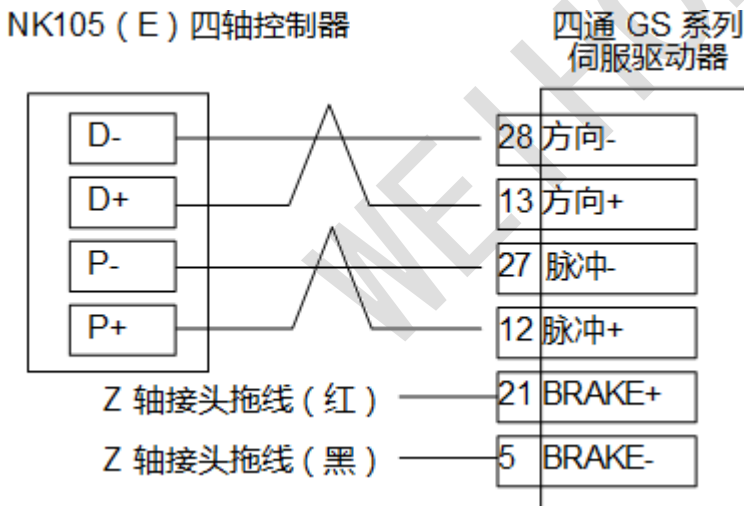 NK105（E）四轴控制器
四通 GS 系列
伺服驱动器
D- 28 方向-
D+ 13 方向+
P- 27 脉冲-
P+ 12 脉冲+
Z 轴接头拖线（红） 21 BRAKE+
Z 轴接头拖线（黑） 5 BRAKE-